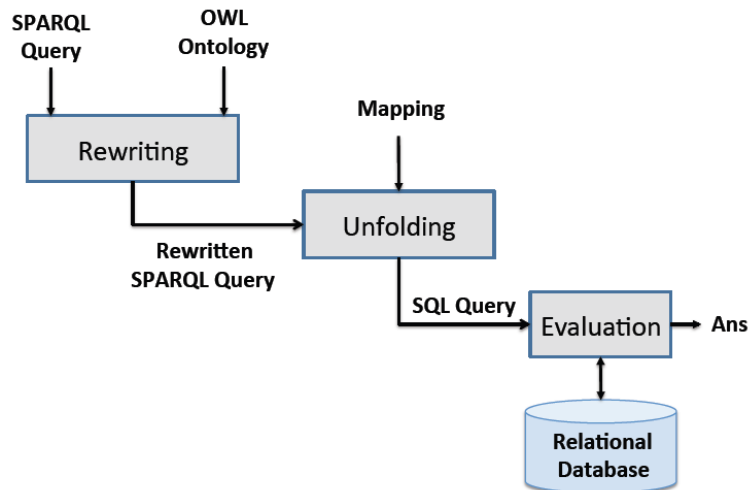 SPARQL
Query
OWL
Ontology
Rewriting
Mapping
Unfolding
Rewritten
SPARQL Query
SQL Query
Evaluation
Ans
Relational
Database